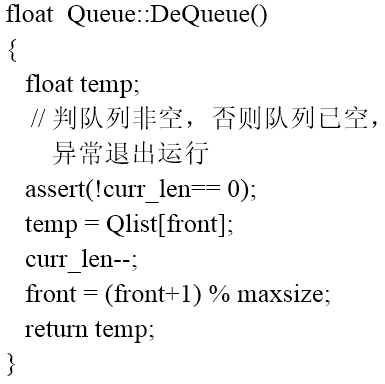 float  Queue::DeQueue()
{
float temp;
// 判队列非空，否则队列已空，
异常退出运行
assert(!curr_len== 0);
temp = Qlist[front];
curr_len--;
front = (front+1) % maxsize;
return temp;
}